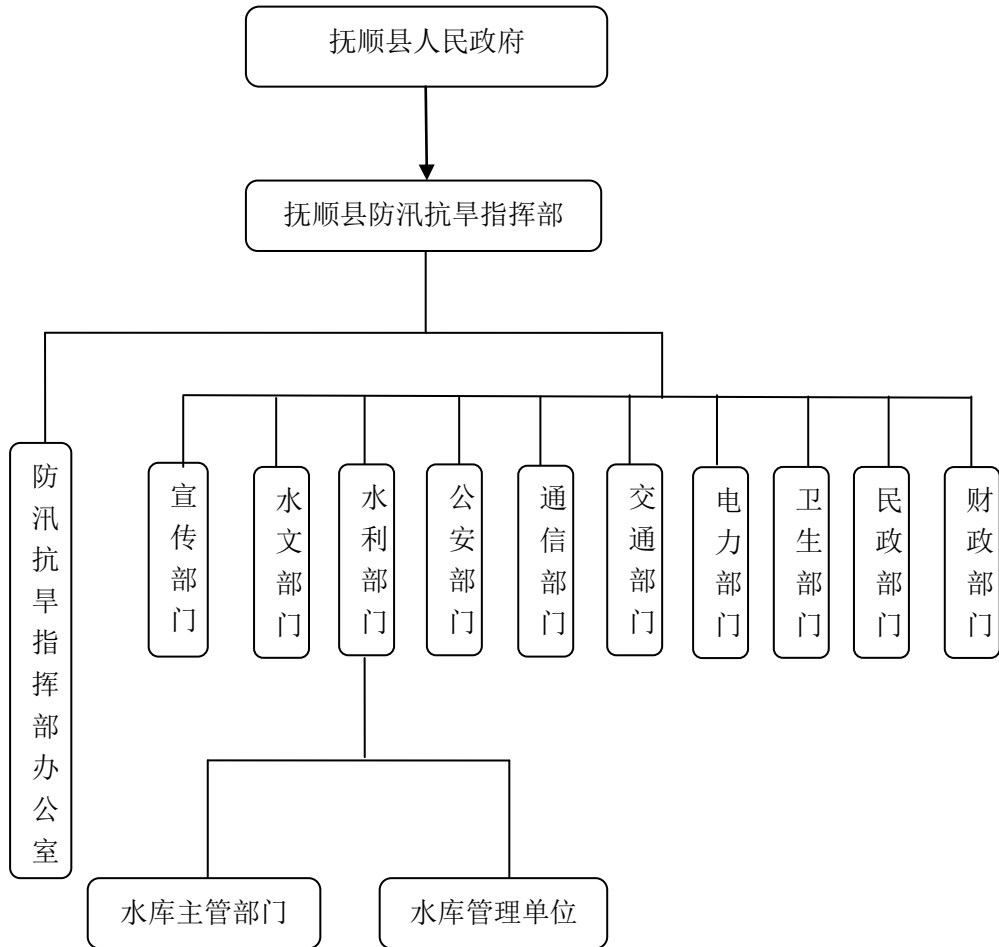 抚顺县人民政府
抚顺县防汛抗旱指挥部
防汛抗旱指挥部办公室
宣传部门
水文部门
水利部门
公安部门
通信部门
交通部门
电力部门
卫生部门
民政部门
财政部门
水库主管部门
水库管理单位